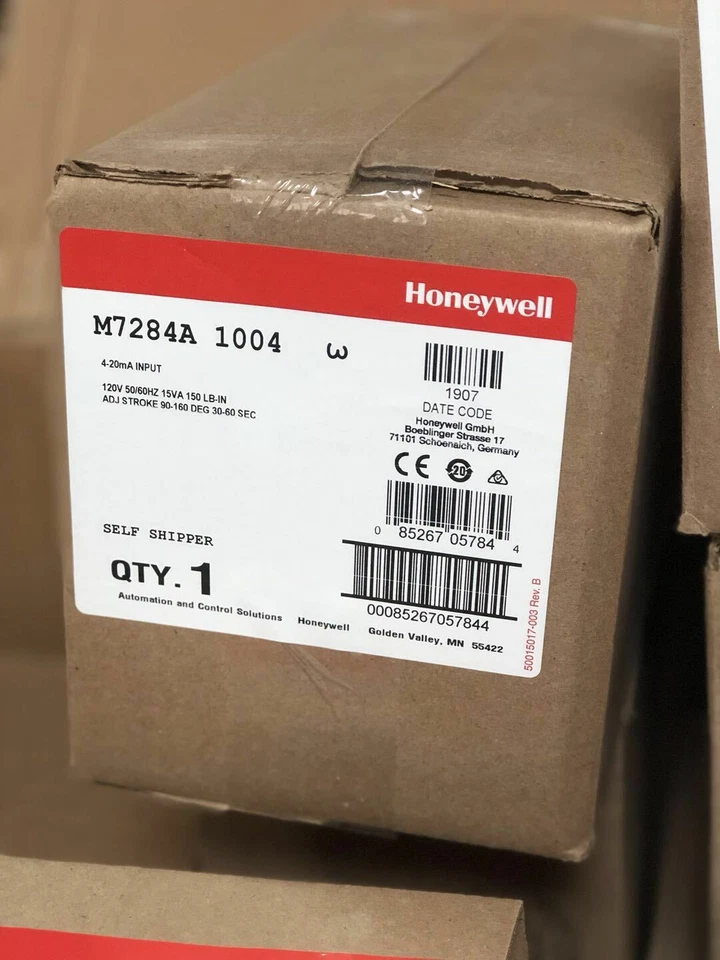 Honeywell
M7284A 1004 3
4-20mA INPUT
120V 50/60HZ 15VA 150 LB-IN
ADJ STROKE 90-160 DEG 30-60 SEC
1907
DATE CODE
Honeywell GmbH
Boeblinger Strasse 17
71101 Schoenaich, Germany
CE 20
0 85267 05784 4
SELF SHIPPER
QTY. 1
00085267057844
Automation and Control Solutions Honeywell Golden Valley, MN 55422
50015017-003 Rev. B